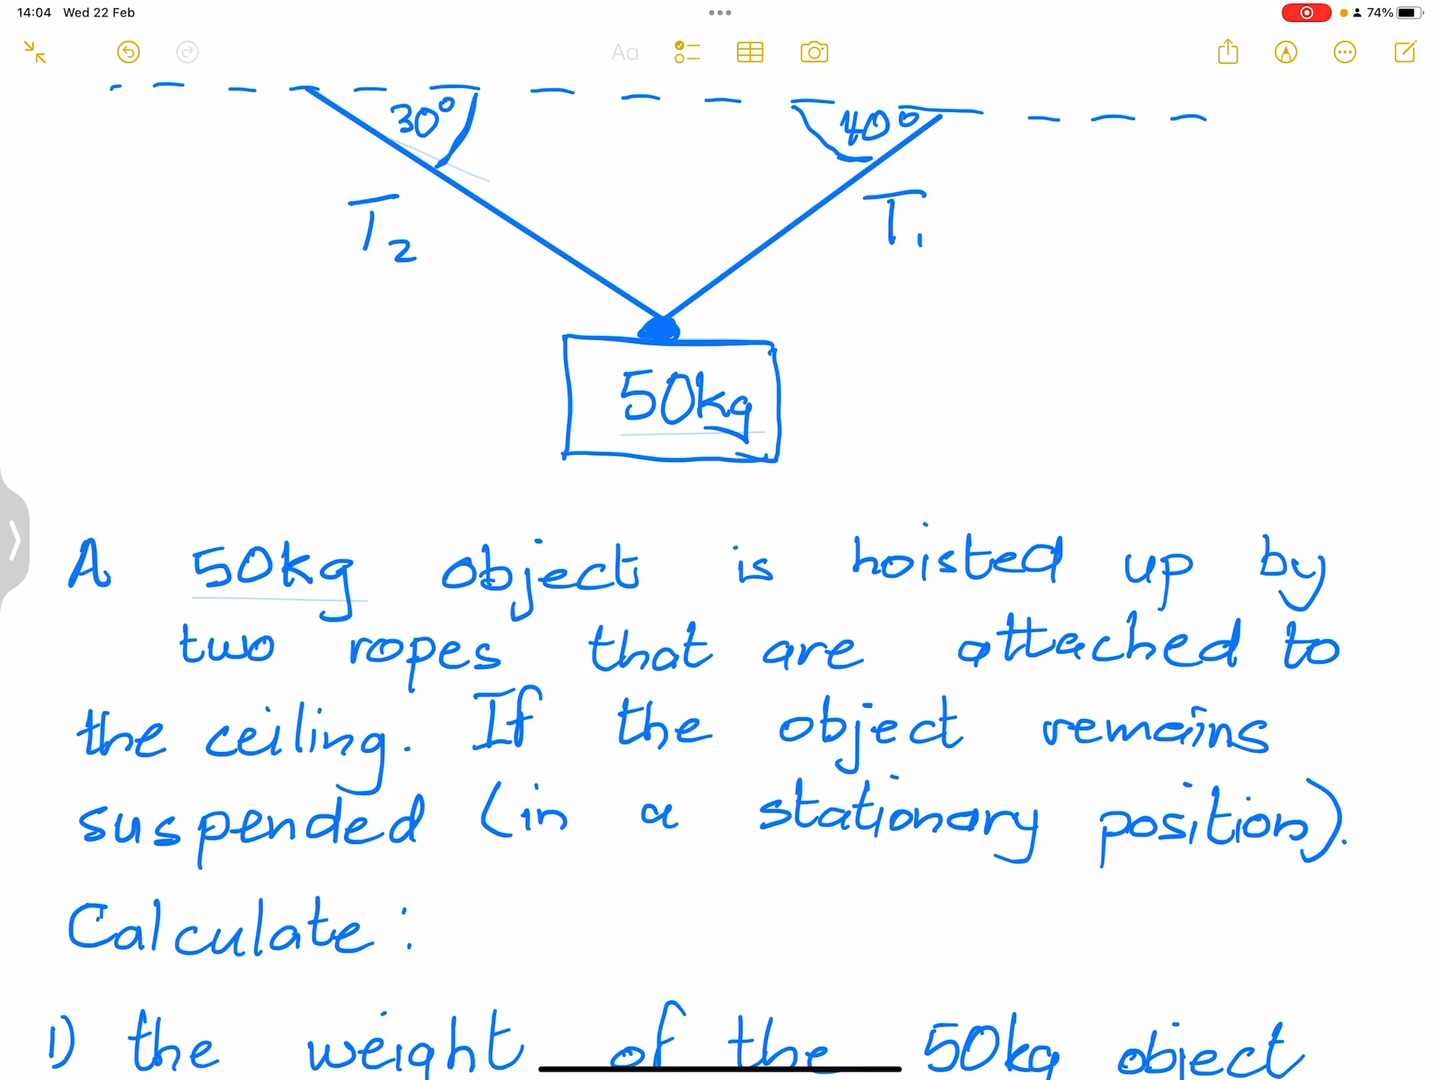 14:04 Wed 22 Feb 74%
Aa
30° 40°
T₂ T₁
50kg
A 50kg object is hoisted up by
two ropes that are attached to
the ceiling. If the object remains
suspended (in a stationary position).
Calculate :
1) the weight of the 50kg object